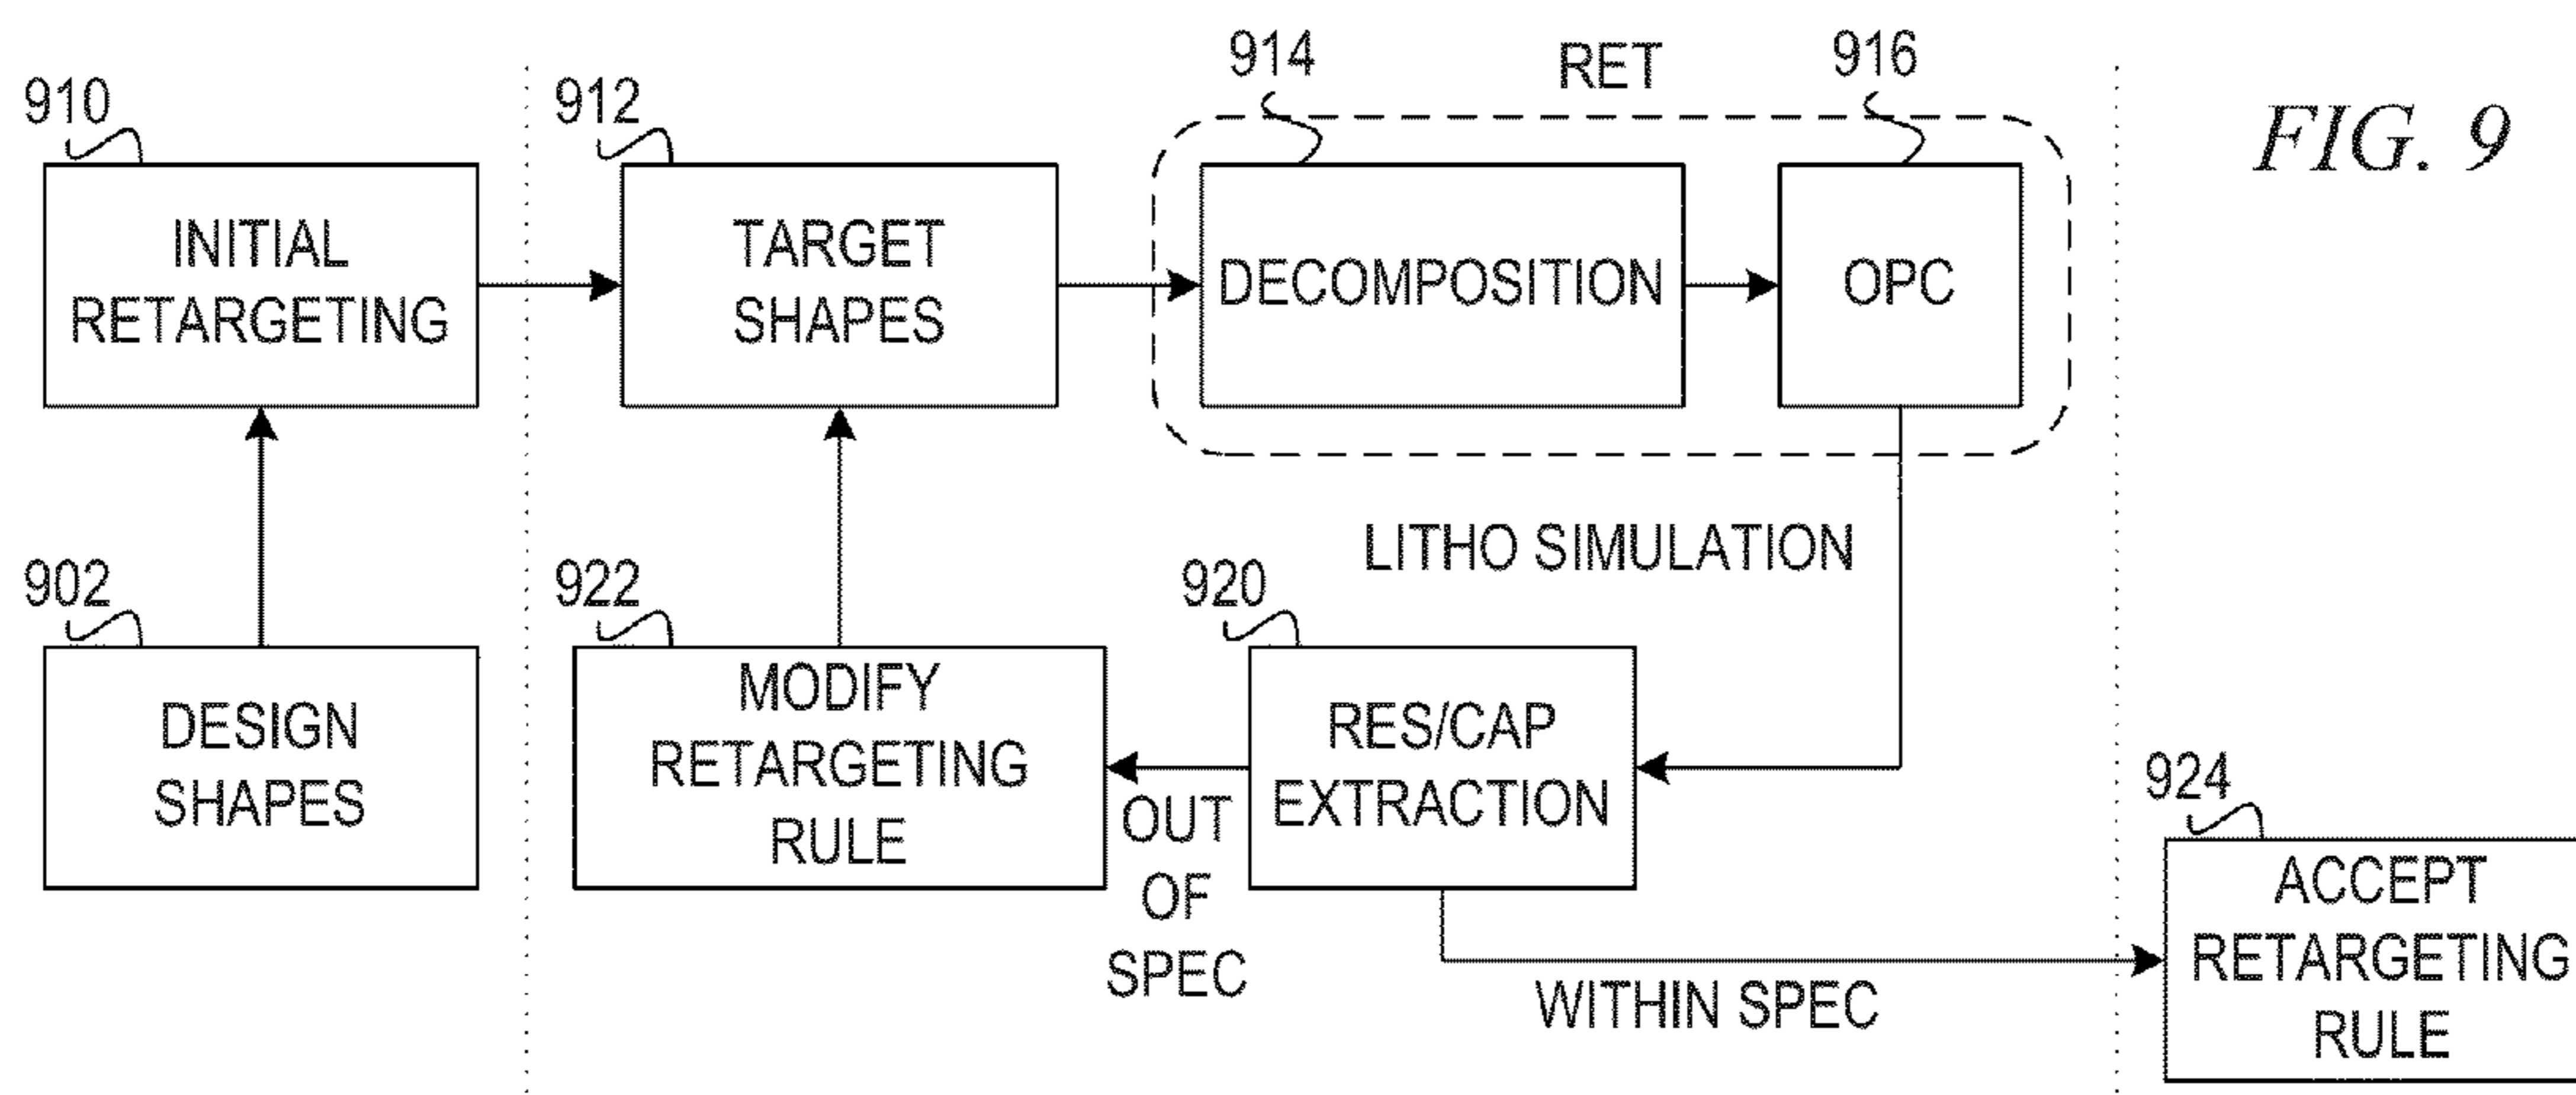 910
INITIAL
RETARGETING
912
TARGET
SHAPES
RET
914
DECOMPOSITION
916
OPC
FIG. 9
902
DESIGN
SHAPES
922
MODIFY
RETARGETING
RULE
OUT
OF
SPEC
920
RES/CAP
EXTRACTION
LITHO SIMULATION
WITHIN SPEC
924
ACCEPT
RETARGETING
RULE